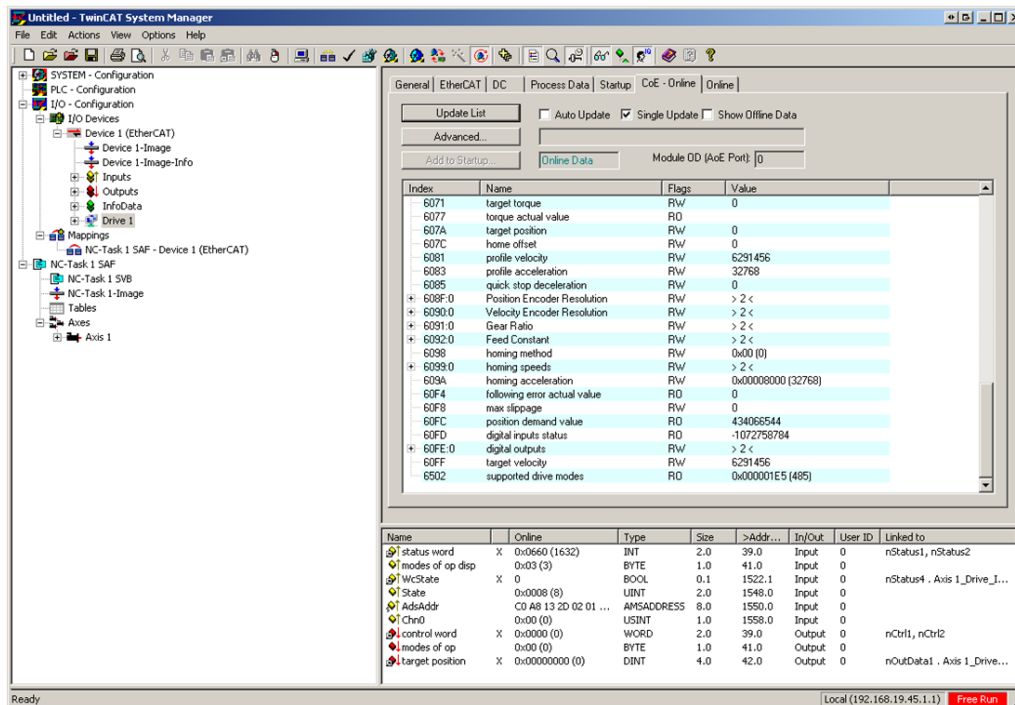 Untitled - TwinCAT System Manager
File Edit Actions View Options Help
SYSTEM - Configuration
PLC - Configuration
I/O - Configuration
I/O Devices
Device 1 (EtherCAT)
Device 1-Image
Device 1-Image-Info
Inputs
Outputs
InfoData
Drive 1
Mappings
NC-Task 1 SAF - Device 1 (EtherCAT)
NC-Task 1 SAF
NC-Task 1 SVB
NC-Task 1-Image
Tables
Axes
Axis 1
General EtherCAT DC Process Data Startup CoE - Online Online
Update List Auto Update Single Update Show Offline Data
Advanced...
Add to Startup... Online Data Module OD (AoE Port): 0
Index Name Flags Value
6071 target torque RW 0
6077 torque actual value RO
607A target position RW 0
607C home offset RW 0
6081 profile velocity RW 6291456
6083 profile acceleration RW 32768
6085 quick stop deceleration RW 0
608F:0 Position Encoder Resolution RW > 2 <
6090:0 Velocity Encoder Resolution RW > 2 <
6091:0 Gear Ratio RW > 2 <
6092:0 Feed Constant RW > 2 <
6098 homing method RW 0x00 (0)
6099:0 homing speeds RW > 2 <
609A homing acceleration RW 0x00008000 (32768)
60F4 following error actual value RO 0
60F8 max slippage RW 0
60FC position demand value RO 434066544
60FD digital inputs status RO -1072758784
60FE:0 digital outputs RW > 2 <
60FF target velocity RW 6291456
6502 supported drive modes RO 0x000001E5 (485)
Name Online Type Size >Addr... In/Out User ID Linked to
status word X 0x0660 (1632) INT 2.0 39.0 Input 0 nStatus1, nStatus2
modes of op disp 0x03 (3) BYTE 1.0 41.0 Input 0
WcState X 0 BOOL 0.1 1522.1 Input 0 nStatus4 . Axis 1_Drive_I...
State 0x0008 (8) UINT 2.0 1548.0 Input 0
AdsAddr C0 A8 13 2D 02 01 ... AMSADDRESS 8.0 1550.0 Input 0
Chn0 0x00 (0) USINT 1.0 1558.0 Input 0
control word X 0x0000 (0) WORD 2.0 39.0 Output 0 nCtrl1, nCtrl2
modes of op 0x00 (0) BYTE 1.0 41.0 Output 0
target position X 0x00000000 (0) DINT 4.0 42.0 Output 0 nOutData1 . Axis 1_Drive...
Ready Local (192.168.19.45.1.1) Free Run